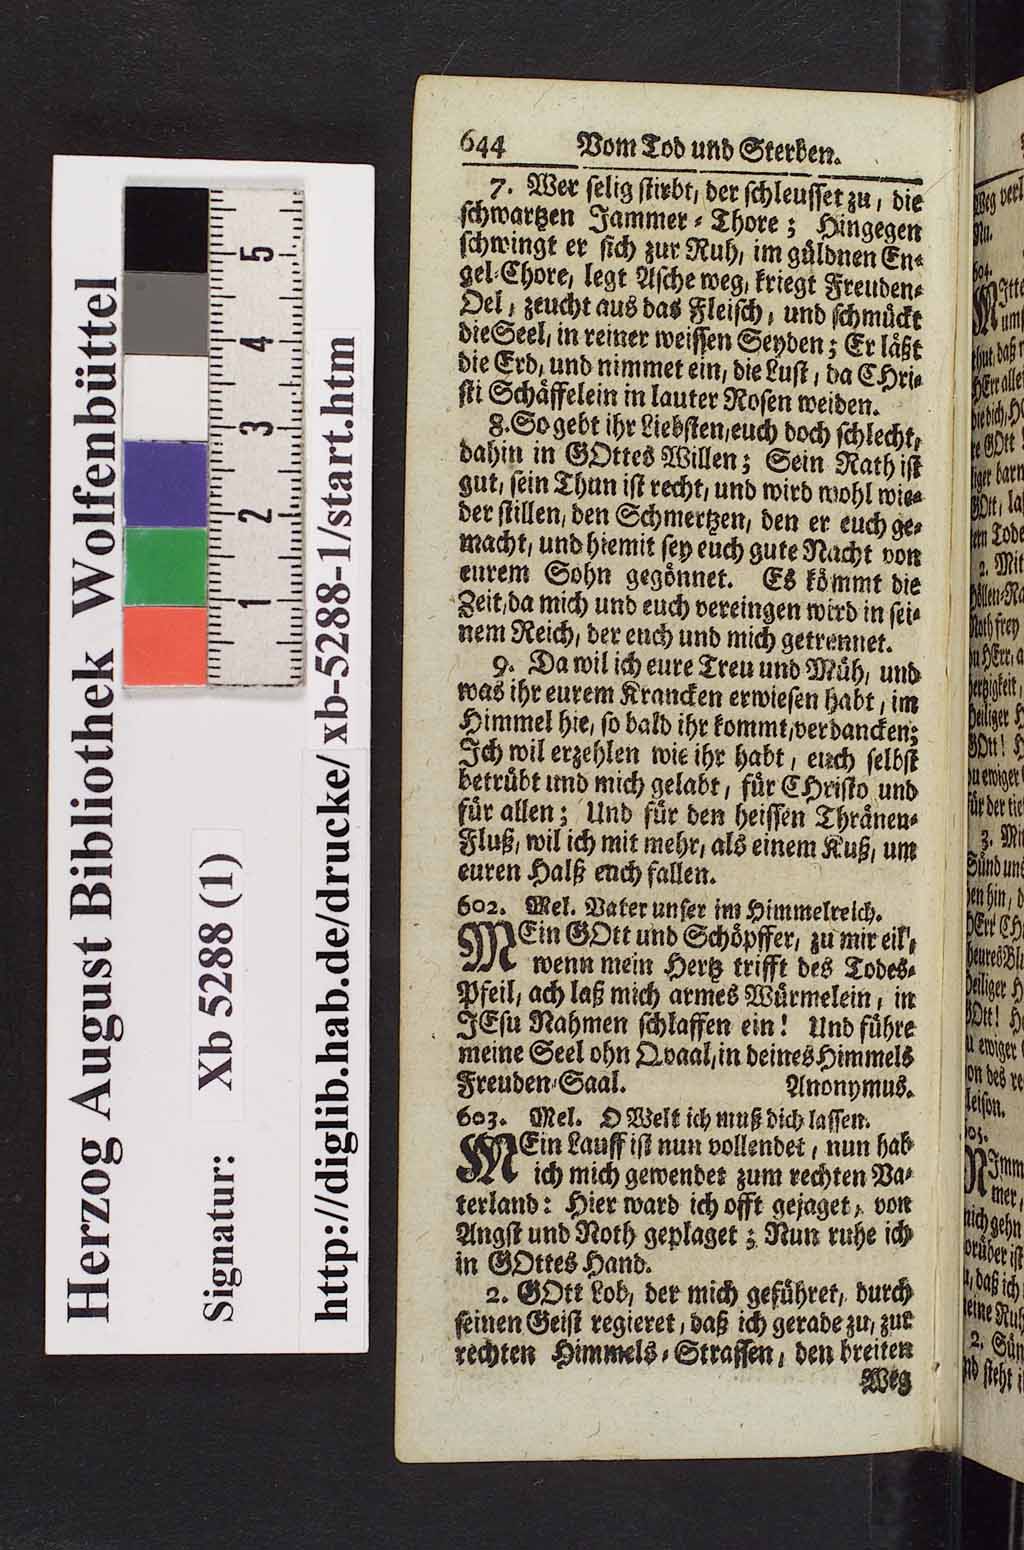 Herzog August Bibliothek Wolfenbüttel
Signatur: Xb 5288 (1)
http://diglib.hab.de/drucke/ xb-5288-1/start.htm
5
4
3
2
1
644 Vom Tod und Sterben.
7. Wer selig stirbt, der schleusset zu, die
schwartzen Jammer-Thore; Hingegen
schwingt er sich zur Ruh, im güldnen En-
gel-Chore, legt Asche weg, kriegt Freuden-
Oel, zeucht aus das Fleisch, und schmückt
die Seel, in reiner weissen Seyden; Er läßt
die Erd, und nimmet ein, die Lust, da CHri-
sti Schäffelein in lauter Rosen weiden.
8. So gebt ihr Liebsten, euch doch schlecht,
dahin in GOttes Willen; Sein Rath ist
gut, sein Thun ist recht, und wird wohl wie-
der stillen, den Schmertzen, den er euch ge-
macht, und hiemit sey euch gute Nacht von
eurem Sohn gegönnet. Es kömmt die
Zeit, da mich und euch vereingen wird in sei-
nem Reich, der euch und mich getrennet.
9. Da wil ich eure Treu und Müh, und
was ihr eurem Krancken erwiesen habt, im
Himmel hie, so bald ihr kommt, verdancken;
Ich wil erzehlen wie ihr habt, euch selbst
betrübt und mich gelabt, für CHristo und
für allen; Und für den heissen Thränen-
Fluß, wil ich mit mehr, als einem Kuß, um
euren Halß euch fallen.
602. Mel. Vater unser im Himmelreich.
MEin GOtt und Schöpffer, zu mir eil',
wenn mein Hertz trifft des Todes-
Pfeil, ach laß mich armes Würmelein, in
JEsu Nahmen schlaffen ein! Und führe
meine Seel ohn Qvaal, in deines Himmels
Freuden-Saal. Anonymus.
603. Mel. O Welt ich muß dich lassen.
MEin Lauff ist nun vollendet, nun hab
ich mich gewendet zum rechten Va-
terland: Hier ward ich offt gejaget, von
Angst und Noth geplaget; Nun ruhe ich
in GOttes Hand.
2. GOtt Lob, der mich geführet, durch
seinen Geist regieret, daß ich gerade zu, zur
rechten Himmels-Strassen, den breiten
Weg